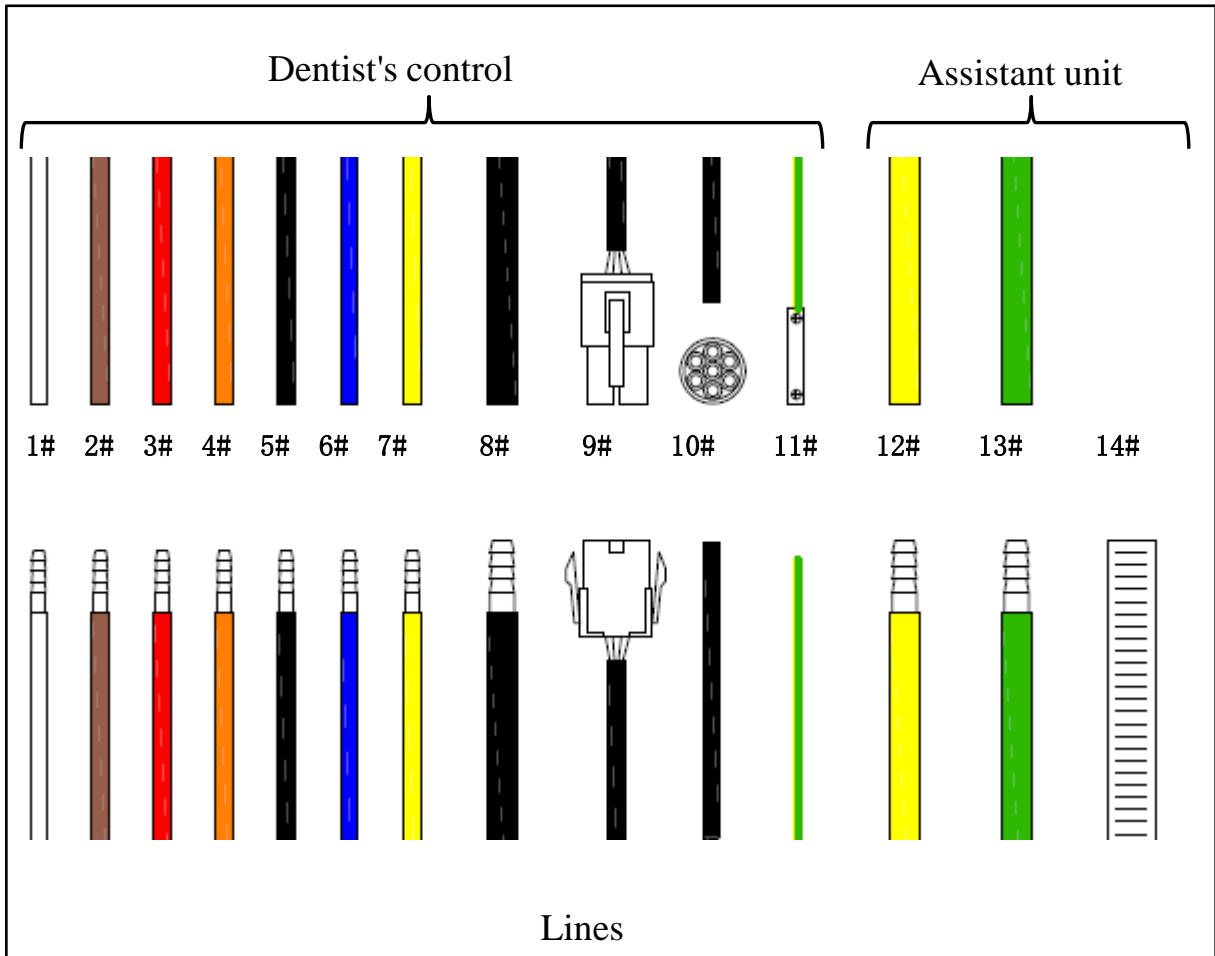 Dentist's control
Assistant unit
1# 2# 3# 4# 5# 6# 7# 8# 9# 10# 11# 12# 13# 14#
Lines